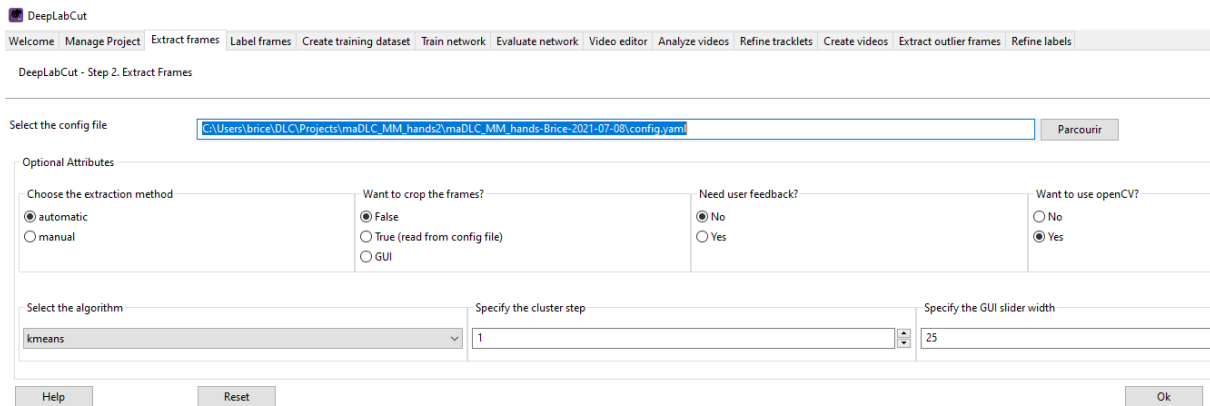 DeepLabCut
Welcome Manage Project Extract frames Label frames Create training dataset Train network Evaluate network Video editor Analyze videos Refine tracklets Create videos Extract outlier frames Refine labels
DeepLabCut - Step 2. Extract Frames
Select the config file C:\Users\brice\DLC\Projects\maDLC_MM_hands2\maDLC_MM_hands-Brice-2021-07-08\config.yaml Parcourir
Optional Attributes
Choose the extraction method Want to crop the frames? Need user feedback? Want to use openCV?
automatic False No No
manual True (read from config file) Yes Yes
GUI
Select the algorithm Specify the cluster step Specify the GUI slider width
kmeans 1 25
Help Reset Ok